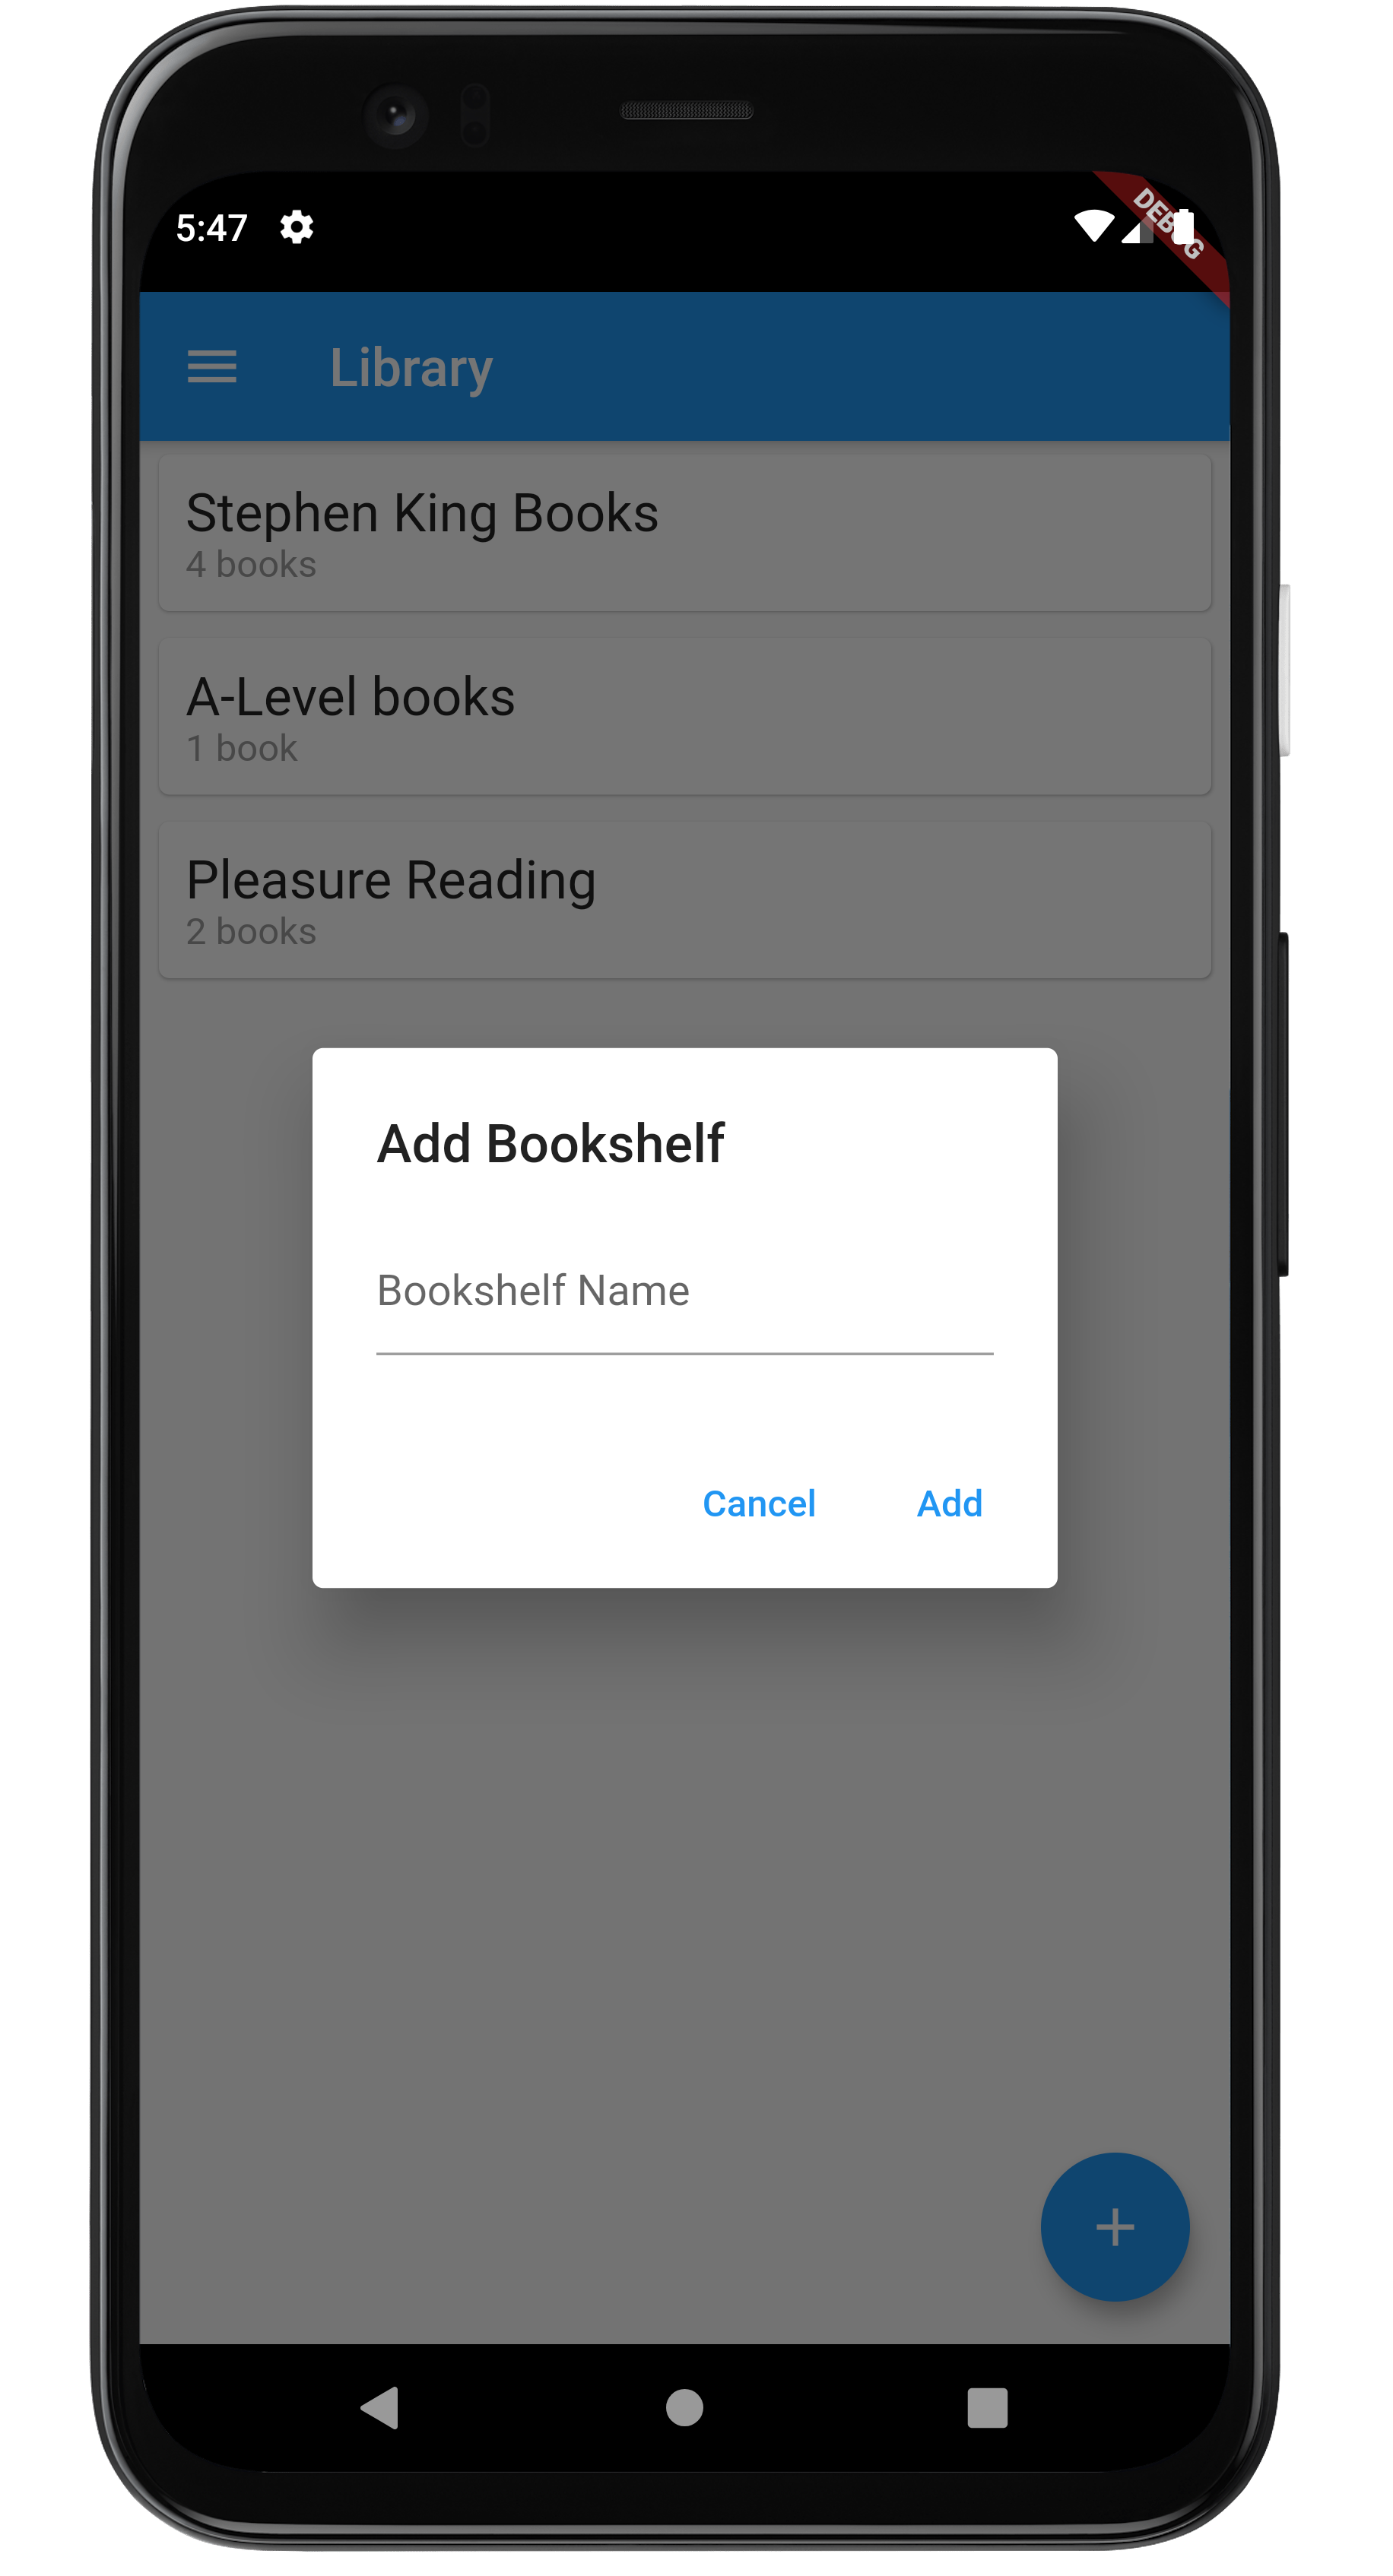 5:47
DEBUG
Library
Stephen King Books
4 books
A-Level books
1 book
Pleasure Reading
2 books
Add Bookshelf
Bookshelf Name
Cancel Add